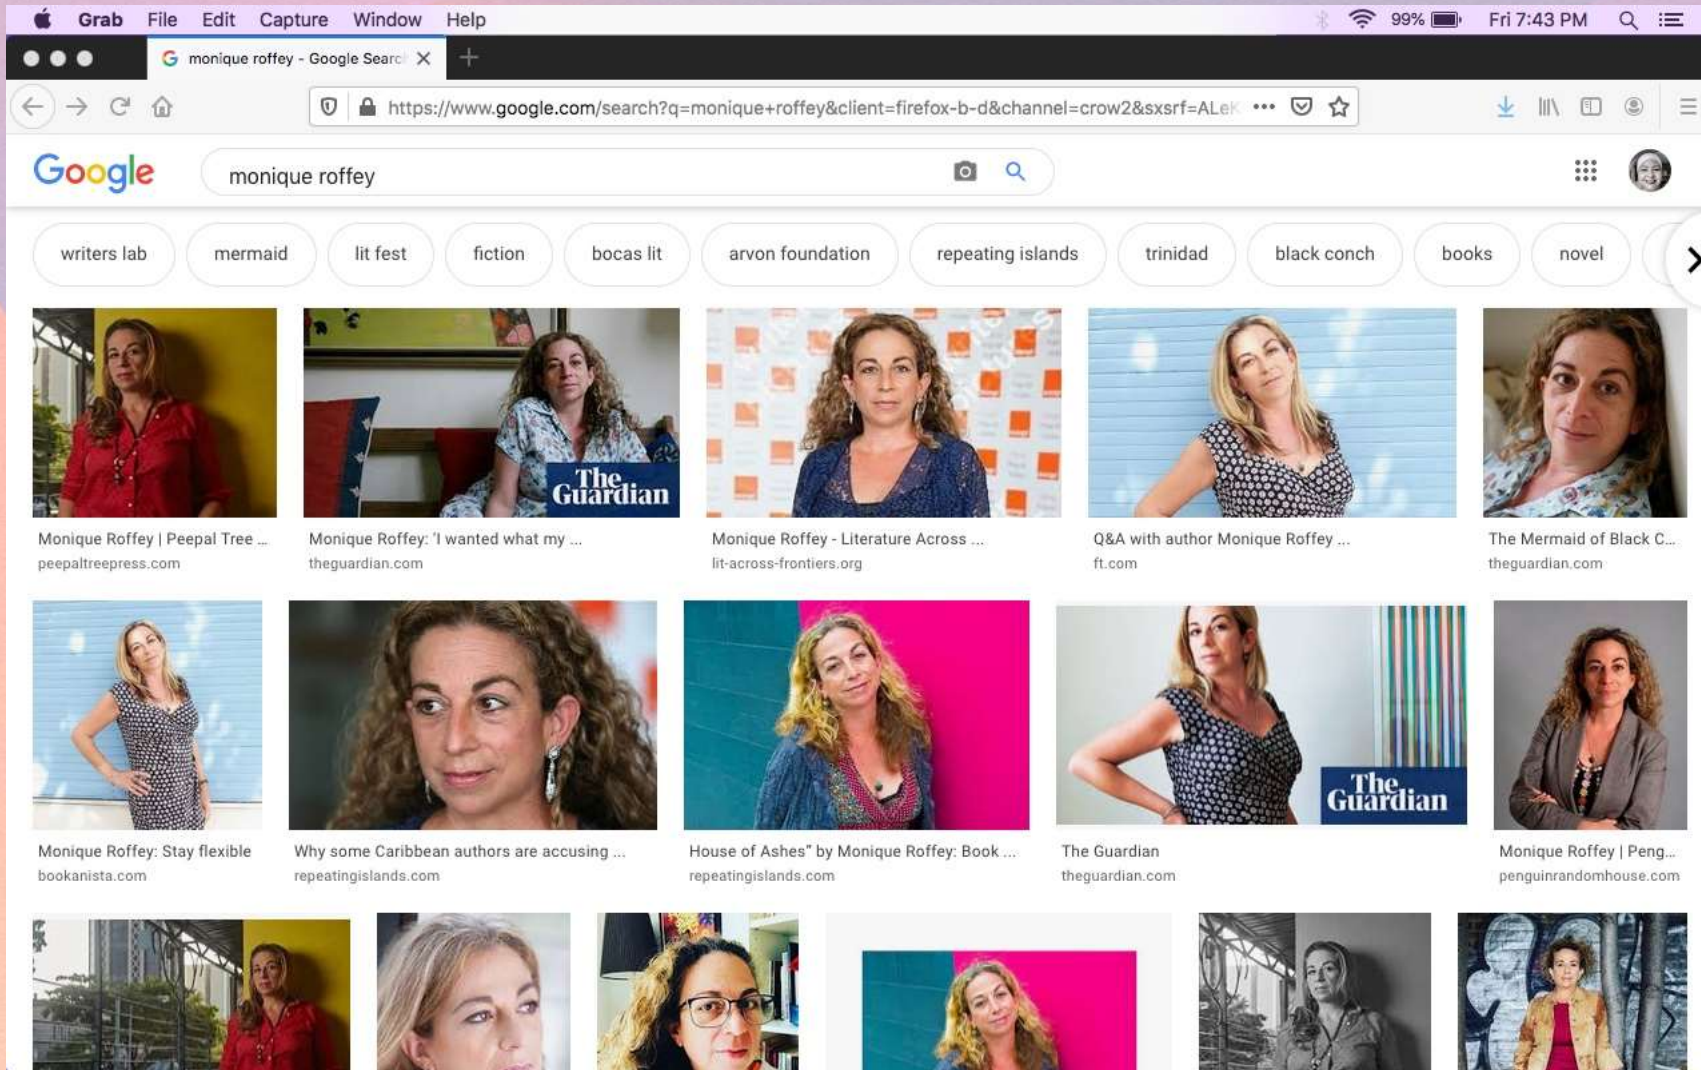 Grab File Edit Capture Window Help 99% Fri 7:43 PM
monique roffey - Google Searc
https://www.google.com/search?q=monique+roffey&client=firefox-b-d&channel=crow2&sxsrf=ALeK
Google monique roffey
writers lab mermaid lit fest fiction bocas lit arvon foundation repeating islands trinidad black conch books novel
The
Guardian
Monique Roffey | Peepal Tree ... Monique Roffey: 'I wanted what my ... Monique Roffey - Literature Across ... Q&A with author Monique Roffey ... The Mermaid of Black C...
peepaltreepress.com theguardian.com lit-across-frontiers.org ft.com theguardian.com
The
Guardian
Monique Roffey: Stay flexible Why some Caribbean authors are accusing ... House of Ashes” by Monique Roffey: Book ... The Guardian Monique Roffey | Peng...
bookanista.com repeatingislands.com repeatingislands.com theguardian.com penguinrandomhouse.com